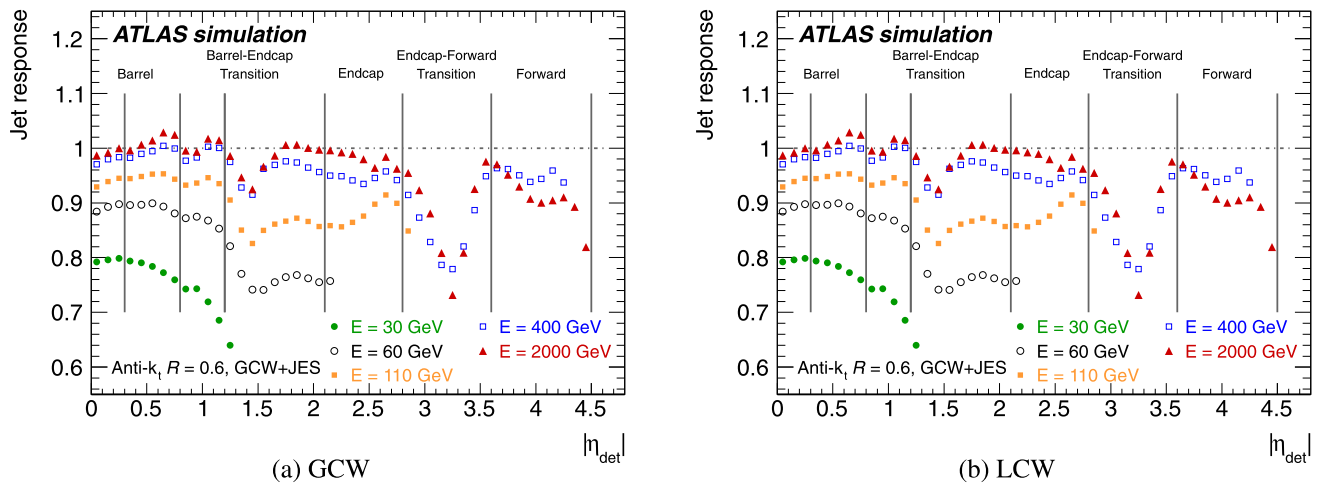 Jet response
ATLAS simulation
Barrel
Barrel-Endcap
Transition
Endcap
Endcap-Forward
Transition
Forward
1.2
1.1
1
0.9
0.8
0.7
0.6
E = 30 GeV
E = 60 GeV
E = 110 GeV
E = 400 GeV
E = 2000 GeV
Anti-kt R = 0.6, GCW+JES
0 0.5 1 1.5 2 2.5 3 3.5 4 4.5
|ηdet|
(a) GCW
Jet response
ATLAS simulation
Barrel
Barrel-Endcap
Transition
Endcap
Endcap-Forward
Transition
Forward
1.2
1.1
1
0.9
0.8
0.7
0.6
E = 30 GeV
E = 60 GeV
E = 110 GeV
E = 400 GeV
E = 2000 GeV
Anti-kt R = 0.6, GCW+JES
0 0.5 1 1.5 2 2.5 3 3.5 4 4.5
|ηdet|
(b) LCW